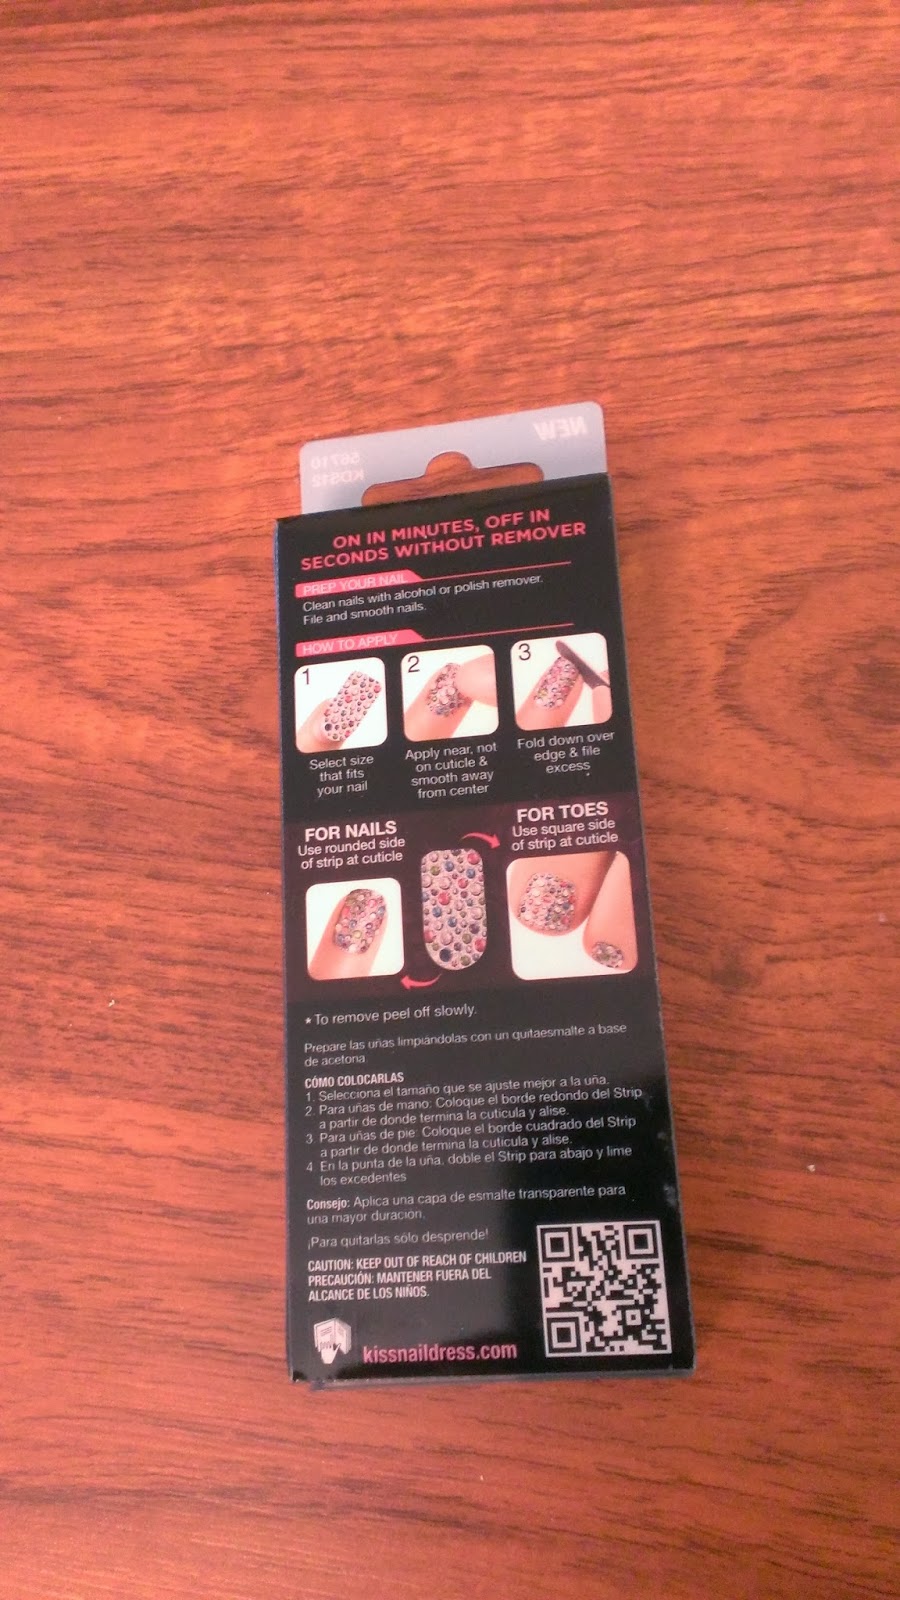 NEW
56710
KDS12
ON IN MINUTES, OFF IN
SECONDS WITHOUT REMOVER
PREP YOUR NAIL
Clean nails with alcohol or polish remover.
File and smooth nails.
HOW TO APPLY
1
2
3
Select size
that fits
your nail
Apply near, not
on cuticle &
smooth away
from center
Fold down over
edge & file
excess
FOR NAILS
Use rounded side
of strip at cuticle
FOR TOES
Use square side
of strip at cuticle
* To remove peel off slowly.
Prepare las uñas limpiándolas con un quitaesmalte a base
de acetona.
CÓMO COLOCARLAS
1. Selecciona el tamaño que se ajuste mejor a la uña.
2. Para uñas de mano: Coloque el borde redondo del Strip
a partir de donde termina la cuticula y alise.
3. Para uñas de pie: Coloque el borde cuadrado del Strip
a partir de donde termina la cuticula y alise.
4. En la punta de la uña, doble el Strip para abajo y lime
los excedentes
Consejo: Aplica una capa de esmalte transparente para
una mayor duración.
¡Para quitarlas sólo desprende!
CAUTION: KEEP OUT OF REACH OF CHILDREN
PRECAUCIÓN: MANTENER FUERA DEL
ALCANCE DE LOS NIÑOS.
kissnaildress.com